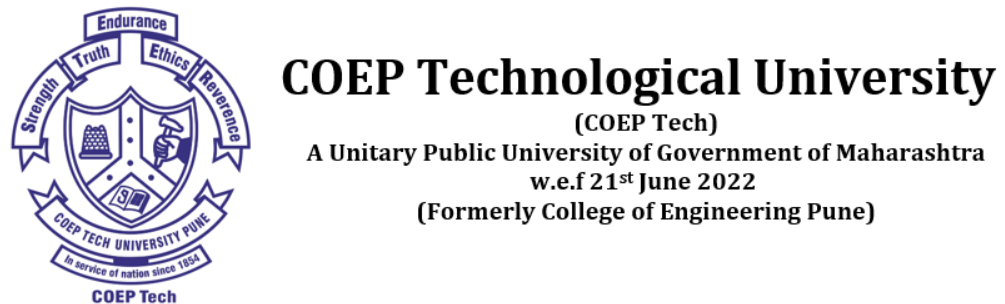 Endurance
Truth
Ethics
Strength
Reverence
COEP TECH UNIVERSITY PUNE
In service of nation since 1854
COEP Tech
COEP Technological University
(COEP Tech)
A Unitary Public University of Government of Maharashtra
w.e.f 21st June 2022
(Formerly College of Engineering Pune)